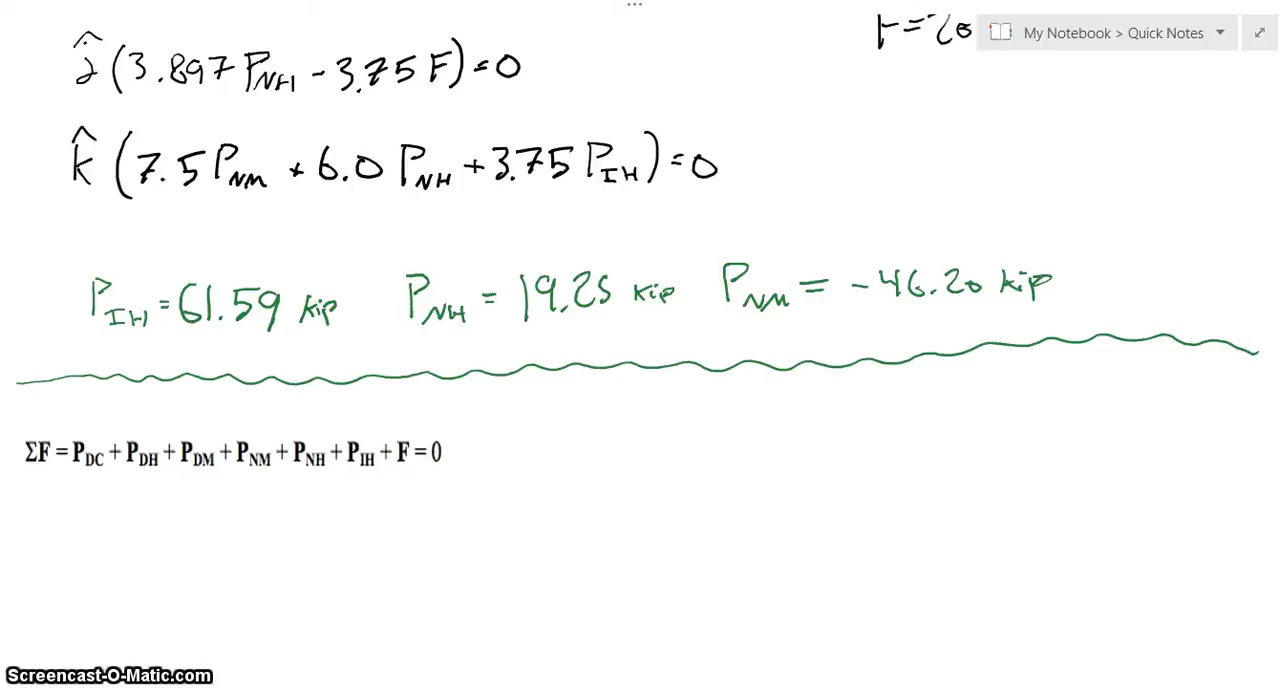 F = 20
My Notebook > Quick Notes
ĵ (3.897 P_NH - 3.75 F) = 0
k̂ (7.5 P_NM + 6.0 P_NH + 3.75 P_IH) = 0
P_IH = 61.59 kip P_NH = 19.25 kip P_NM = -46.20 kip
ΣF = P_DC + P_DH + P_DM + P_NM + P_NH + P_IH + F = 0
Screencast-O-Matic.com